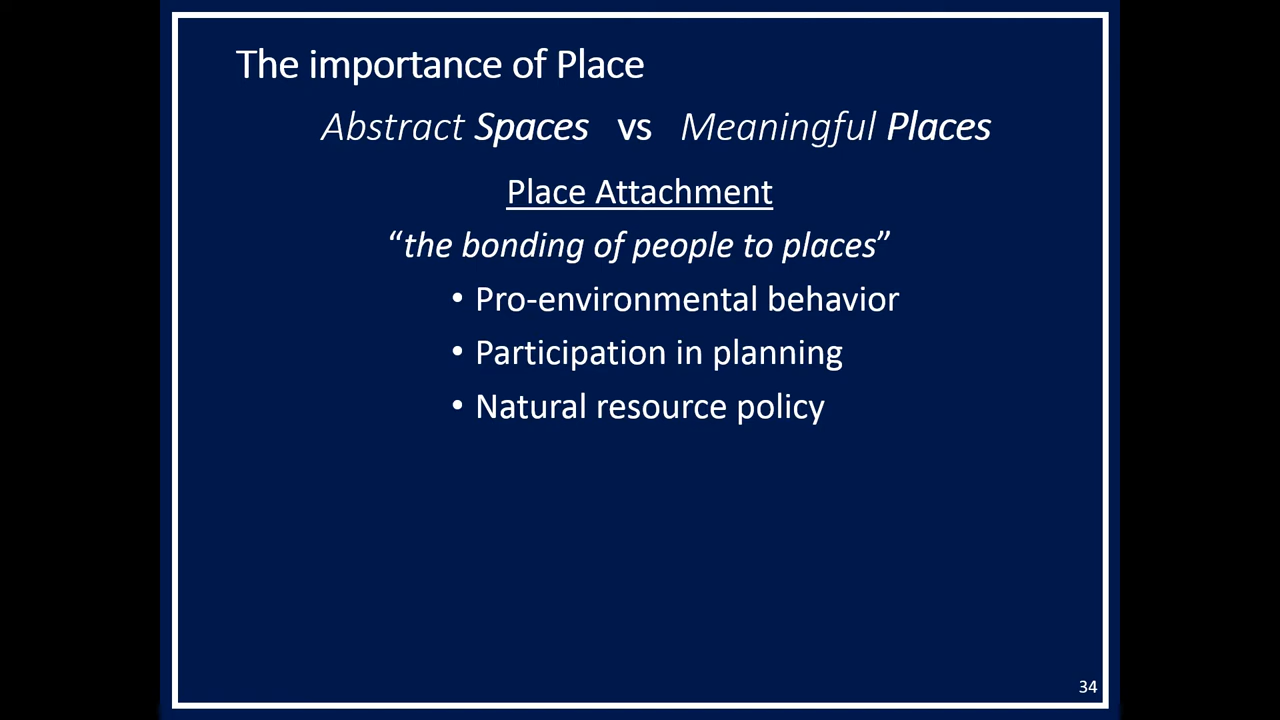 The importance of Place
Abstract Spaces vs Meaningful Places
Place Attachment
“the bonding of people to places”
• Pro-environmental behavior
• Participation in planning
• Natural resource policy
34